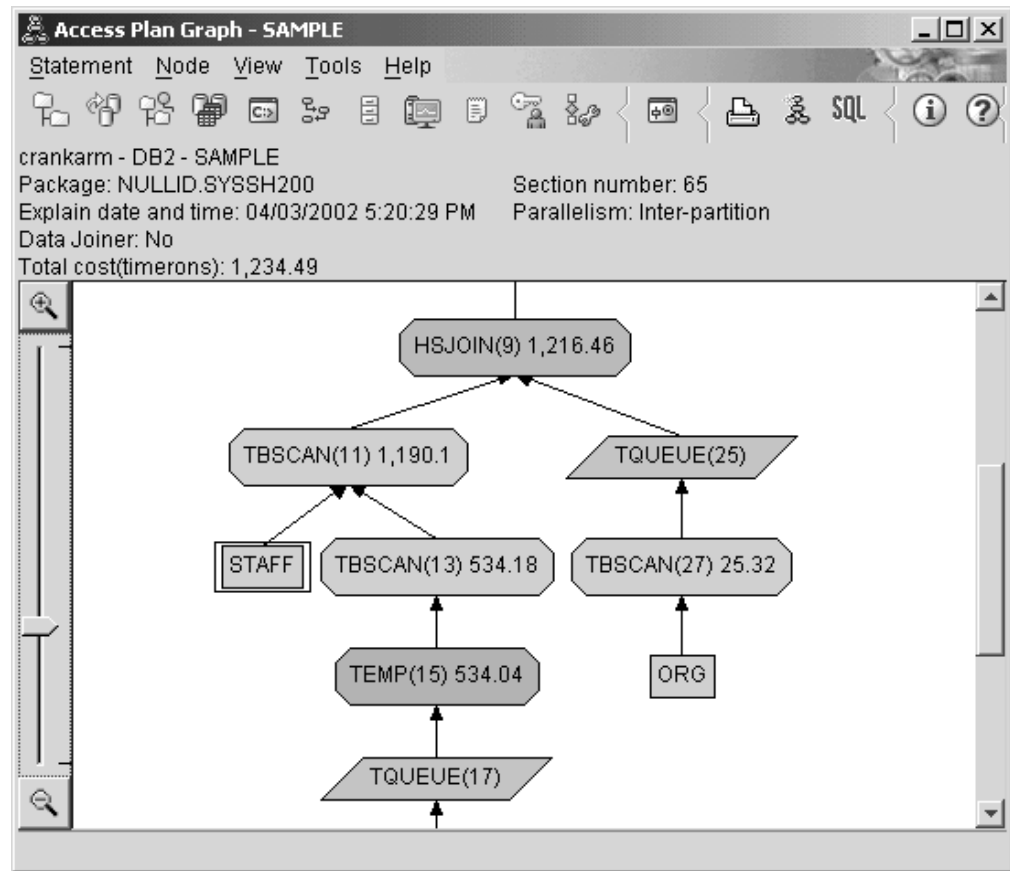 Access Plan Graph - SAMPLE
Statement Node View Tools Help
C:>
SQL
i ?
crankarm - DB2 - SAMPLE
Package: NULLID.SYSSH200 Section number: 65
Explain date and time: 04/03/2002 5:20:29 PM Parallelism: Inter-partition
Data Joiner: No
Total cost(timerons): 1,234.49
HSJOIN(9) 1,216.46
TBSCAN(11) 1,190.1
TQUEUE(25)
STAFF
TBSCAN(13) 534.18
TBSCAN(27) 25.32
TEMP(15) 534.04
ORG
TQUEUE(17)